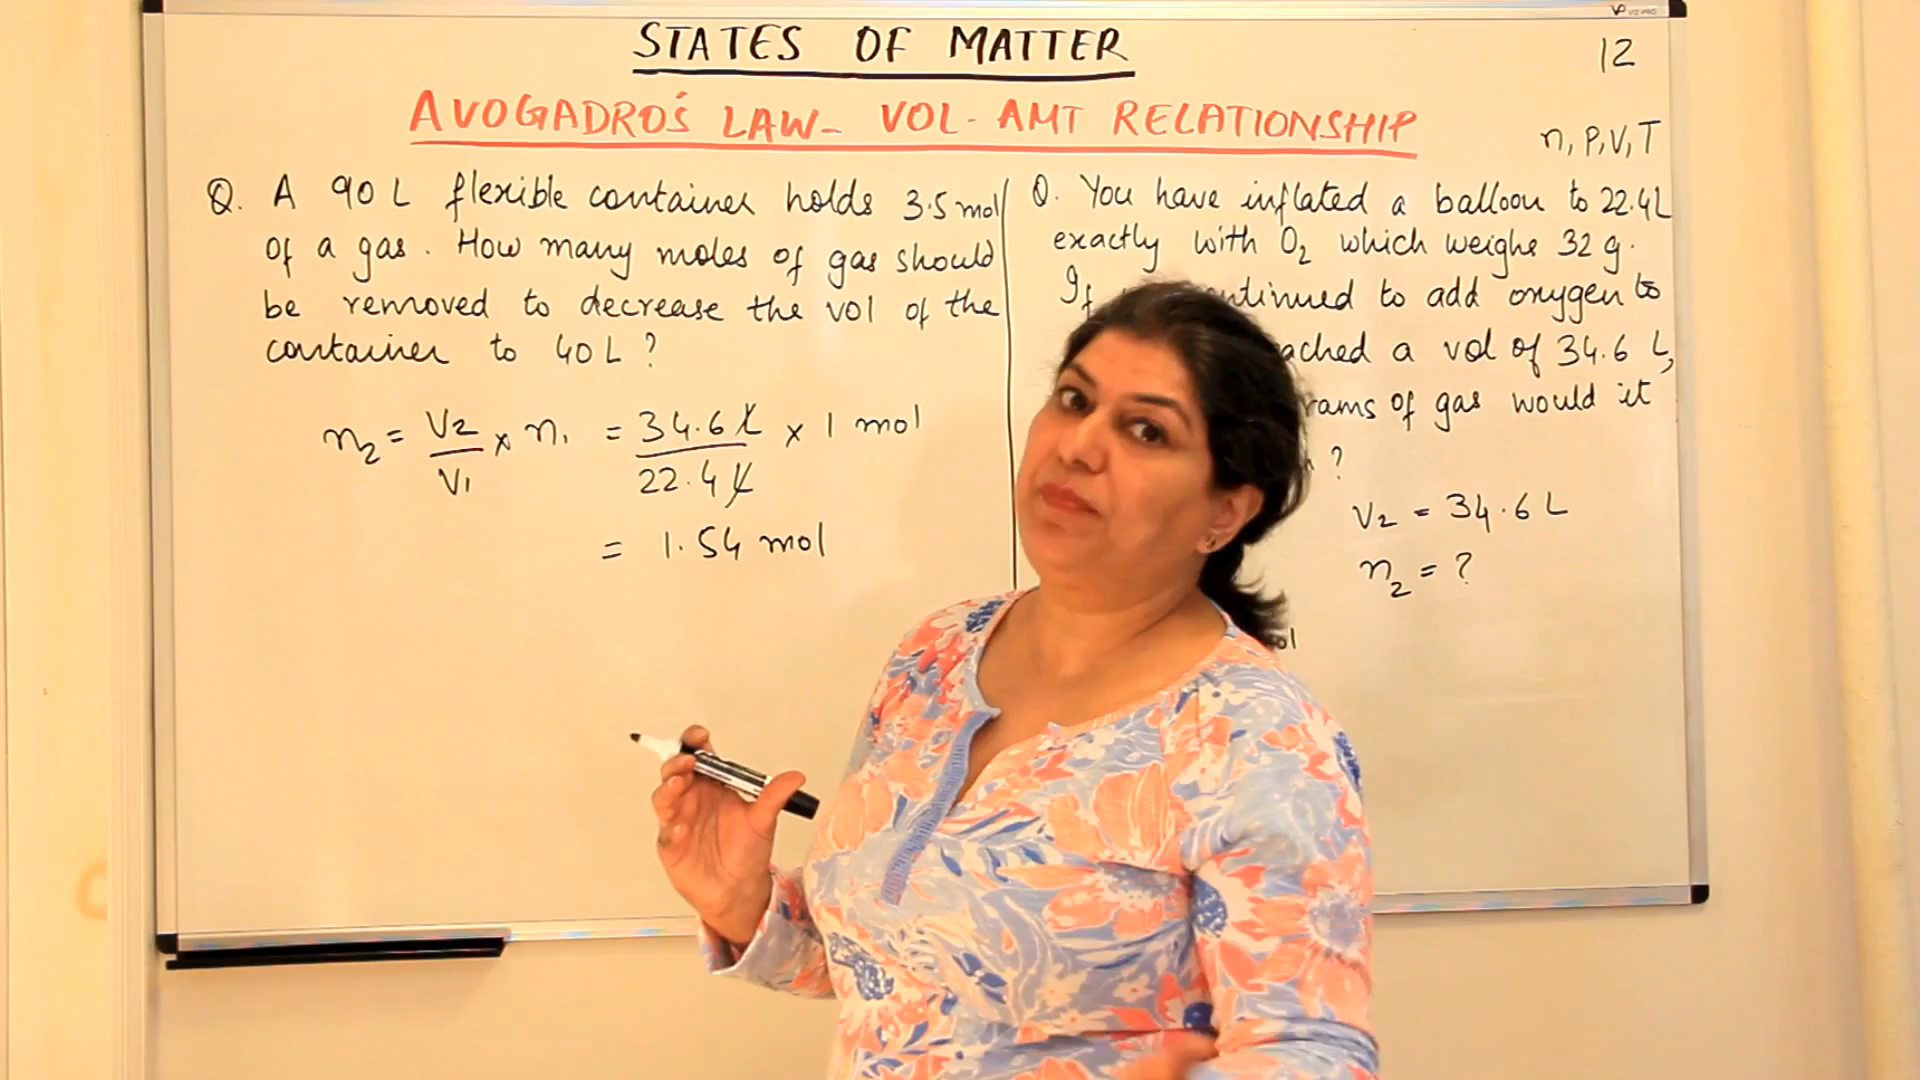 STATES OF MATTER
12
AVOGADRO'S LAW- VOL- AMT RELATIONSHIP
n, P, V, T
Q. A 90 L flexible container holds 3.5 mol
of a gas. How many moles of gas should
be removed to decrease the vol of the
container to 40 L ?
n₂ = V₂/V₁ × n₁ = 34.6 L/22.4 L × 1 mol
= 1.54 mol
Q. You have inflated a balloon to 22.4L
exactly with O₂ which weighs 32 g.
If to add oxygen to
a vol of 34.6 L,
of gas would it
?
V₂ = 34.6 L
n₂ = ?